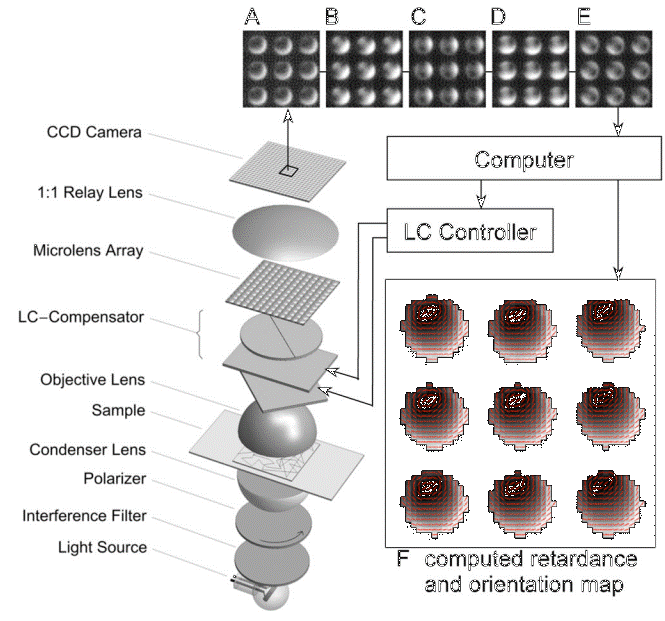 A B C D E
CCD Camera
1:1 Relay Lens
Microlens Array
LC–Compensator
Objective Lens
Sample
Condenser Lens
Polarizer
Interference Filter
Light Source
Computer
LC Controller
F computed retardance
and orientation map